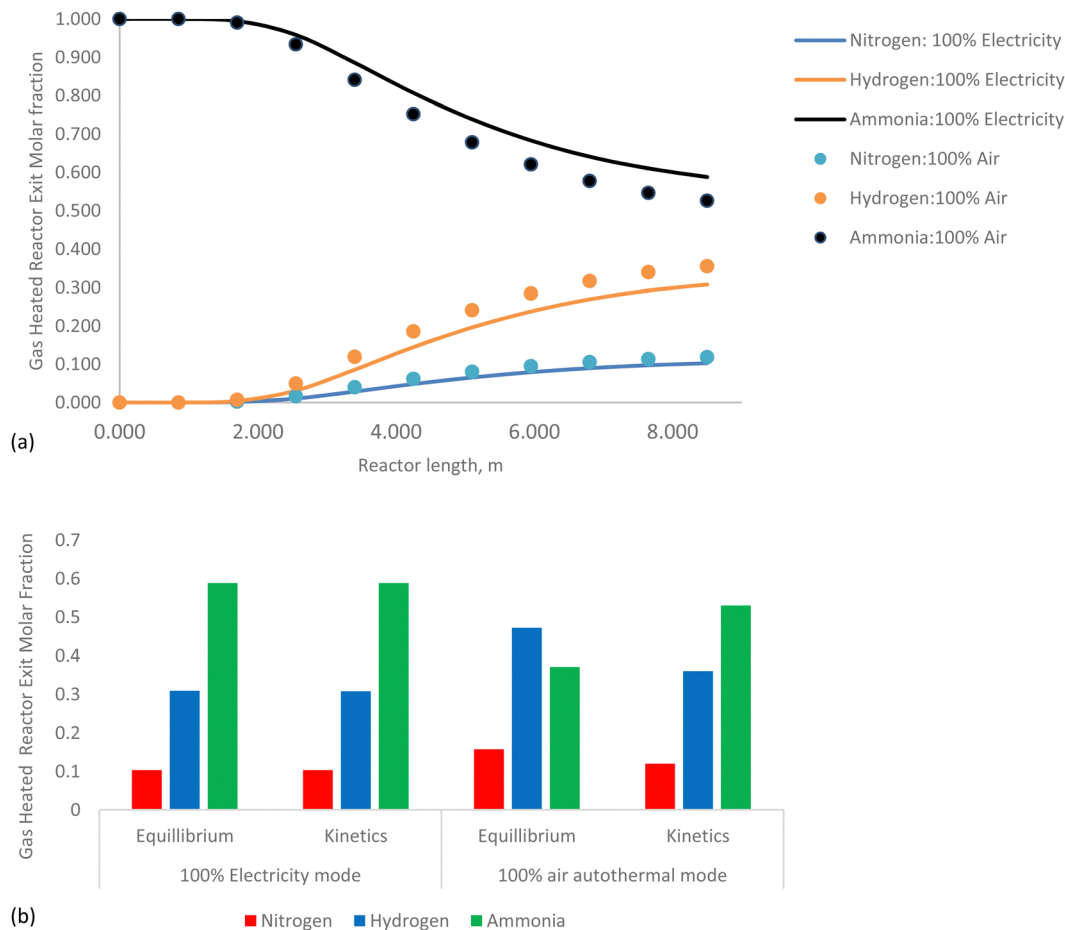 Gas Heated Reactor Exit Molar fraction
1.000
0.900
0.800
0.700
0.600
0.500
0.400
0.300
0.200
0.100
0.000
0.000 2.000 4.000 6.000 8.000
Reactor length, m
(a)
Nitrogen: 100% Electricity
Hydrogen:100% Electricity
Ammonia:100% Electricity
Nitrogen:100% Air
Hydrogen:100% Air
Ammonia:100% Air
Gas Heated Reactor Exit Molar Fraction
0.7
0.6
0.5
0.4
0.3
0.2
0.1
0
Equillibrium Kinetics Equillibrium Kinetics
100% Electricity mode 100% air autothermal mode
(b)
Nitrogen Hydrogen Ammonia